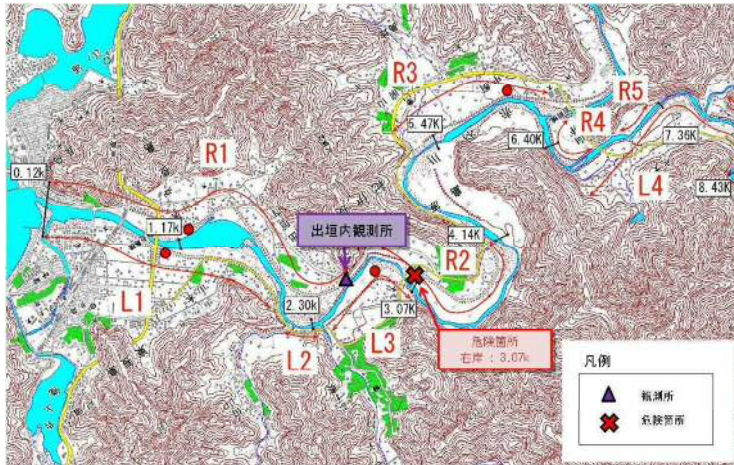 R3
R5
5.47K
R4
7.36K
6.40K
0.12k
R1
L4
8.43K
1.17k
出垣内観測所
4.14K
R2
L1
2.30k
3.07K
L2
L3
危険箇所
右岸：3.07k
凡例
観測所
危険箇所